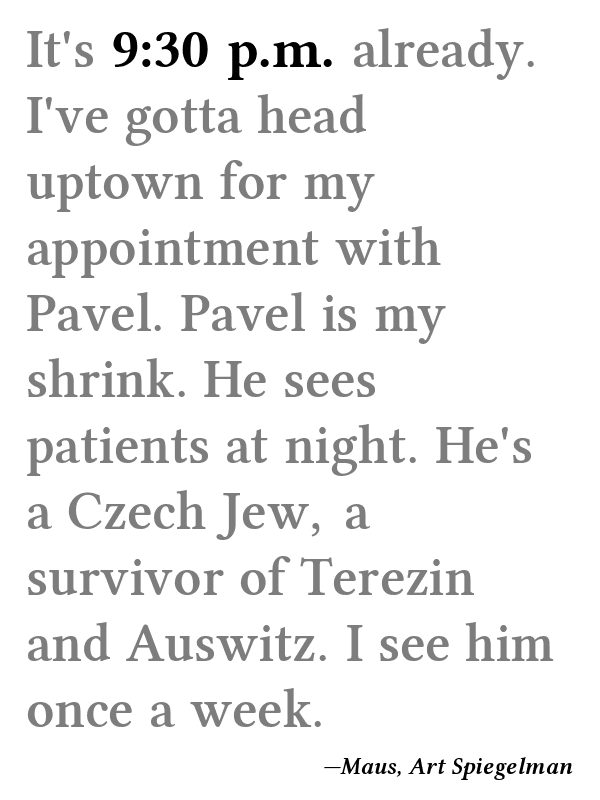 It's 9:30 p.m. already.
I've gotta head
uptown for my
appointment with
Pavel. Pavel is my
shrink. He sees
patients at night. He's
a Czech Jew, a
survivor of Terezin
and Auswitz. I see him
once a week.
—Maus, Art Spiegelman